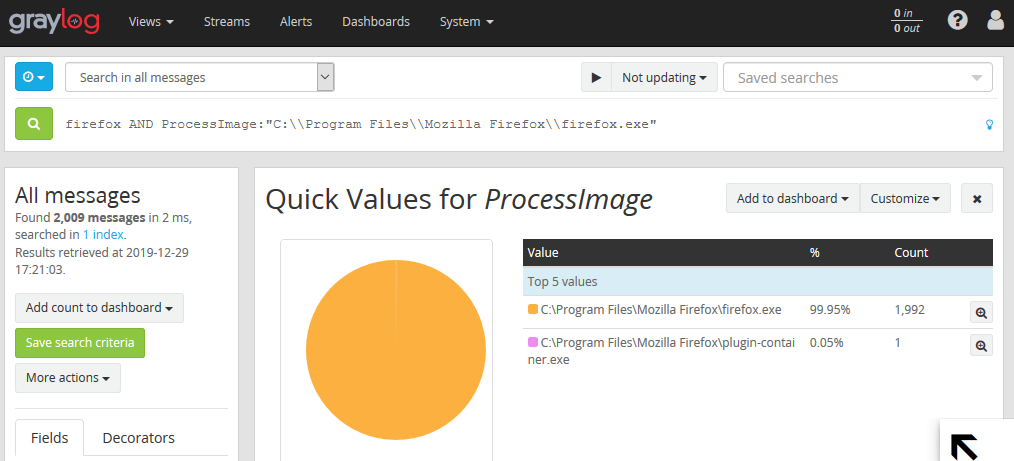 graylog Views Streams Alerts Dashboards System 0 in
0 out
Search in all messages Not updating Saved searches
firefox AND ProcessImage:"C:\\Program Files\\Mozilla Firefox\\firefox.exe"
All messages
Found 2,009 messages in 2 ms,
searched in 1 index.
Results retrieved at 2019-12-29
17:21:03.
Add count to dashboard
Save search criteria
More actions
Fields Decorators
Quick Values for ProcessImage Add to dashboard Customize
Value % Count
Top 5 values
C:\Program Files\Mozilla Firefox\firefox.exe 99.95% 1,992
C:\Program Files\Mozilla Firefox\plugin-contai 0.05% 1
ner.exe